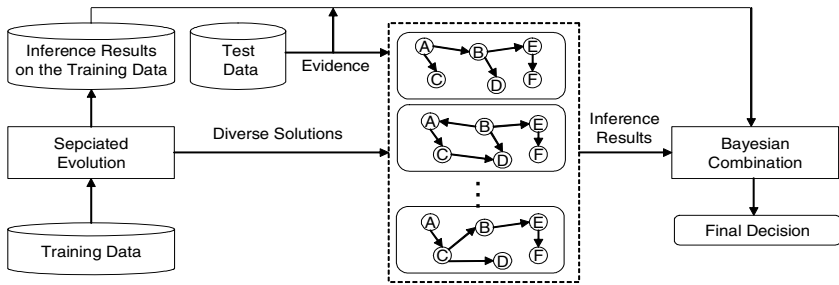 Inference Results
on the Training Data
Test
Data
Evidence
A
B
E
C
D
F
Sepciated
Evolution
Diverse Solutions
A
B
E
C
D
F
Inference
Results
Bayesian
Combination
Training Data
A
B
E
C
D
F
Final Decision